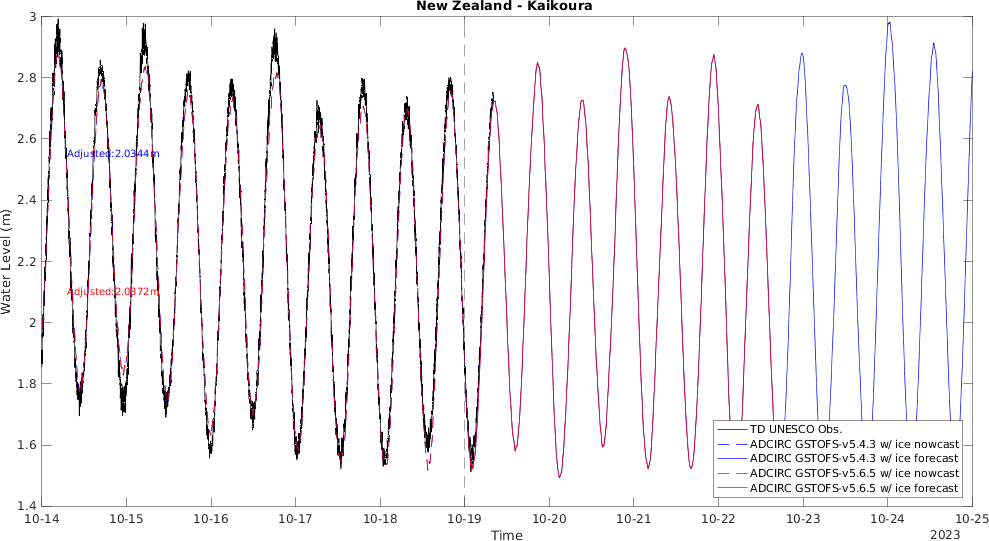 New Zealand - Kaikoura
Water Level (m)
3
2.8
2.6
2.4
2.2
2
1.8
1.6
1.4
Adjusted:2.0344m
Adjusted:2.0372m
TD UNESCO Obs.
ADCIRC GSTOFS-v5.4.3 w/ ice nowcast
ADCIRC GSTOFS-v5.4.3 w/ ice forecast
ADCIRC GSTOFS-v5.6.5 w/ ice nowcast
ADCIRC GSTOFS-v5.6.5 w/ ice forecast
10-14 10-15 10-16 10-17 10-18 10-19 10-20 10-21 10-22 10-23 10-24 10-25
Time
2023